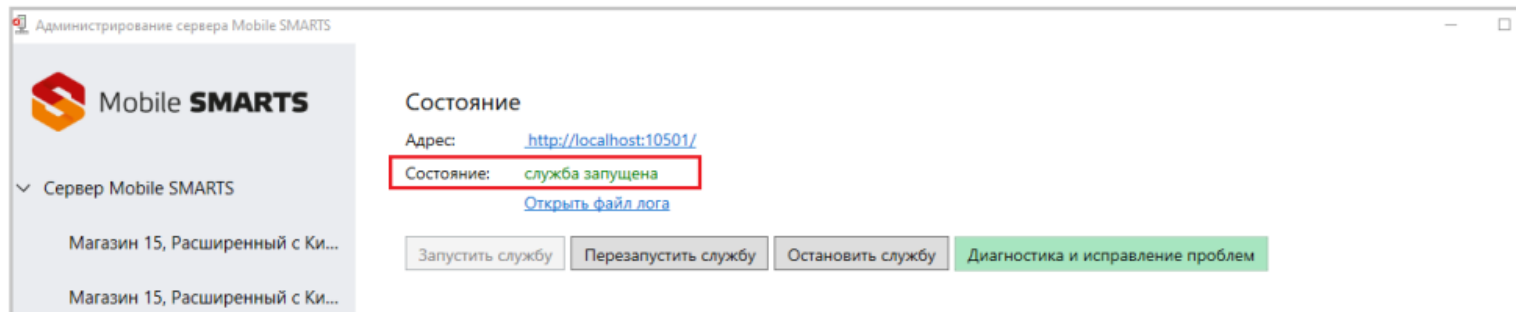 Администрирование сервера Mobile SMARTS
Mobile SMARTS
Сервер Mobile SMARTS
Магазин 15, Расширенный с Ки...
Магазин 15, Расширенный с Ки...
Состояние
Адрес: http://localhost:10501/
Состояние: служба запущена
Открыть файл лога
Запустить службу Перезапустить службу Остановить службу Диагностика и исправление проблем